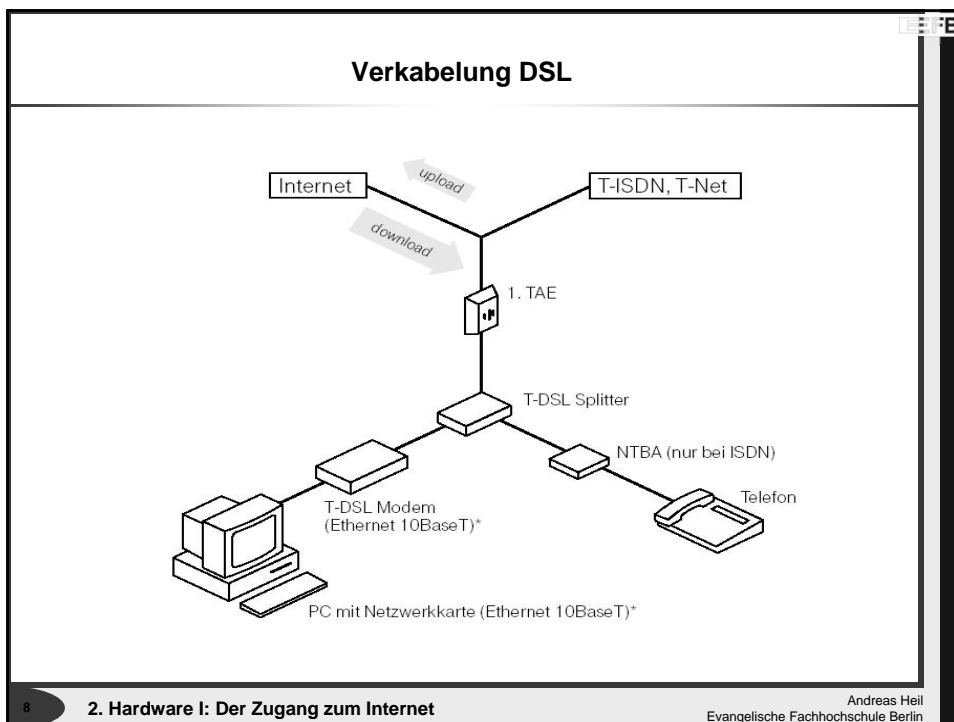 EFB
Verkabelung DSL
Internet
upload
T-ISDN, T-Net
download
1. TAE
T-DSL Splitter
NTBA (nur bei ISDN)
T-DSL Modem
(Ethernet 10BaseT)*
Telefon
PC mit Netzwerkkarte (Ethernet 10BaseT)*
8
2. Hardware I: Der Zugang zum Internet
Andreas Heil
Evangelische Fachhochschule Berlin